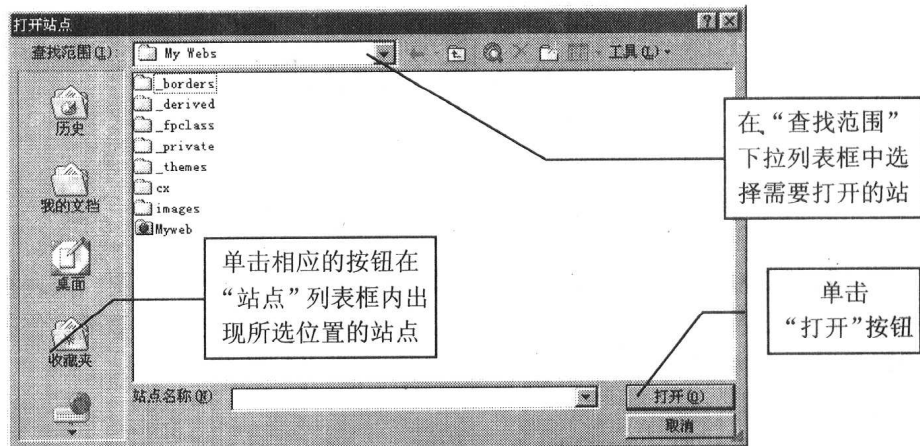 打开站点
查找范围(I):
My Webs
工具(L)
_borders
_derived
_fpclass
_private
_themes
cx
images
Myweb
历史
我的文档
桌面
收藏夹
在“查找范围”
下拉列表框中选
择需要打开的站
单击相应的按钮在
“站点”列表框内出
现所选位置的站点
单击
“打开”按钮
站点名称(N)
打开(O)
取消